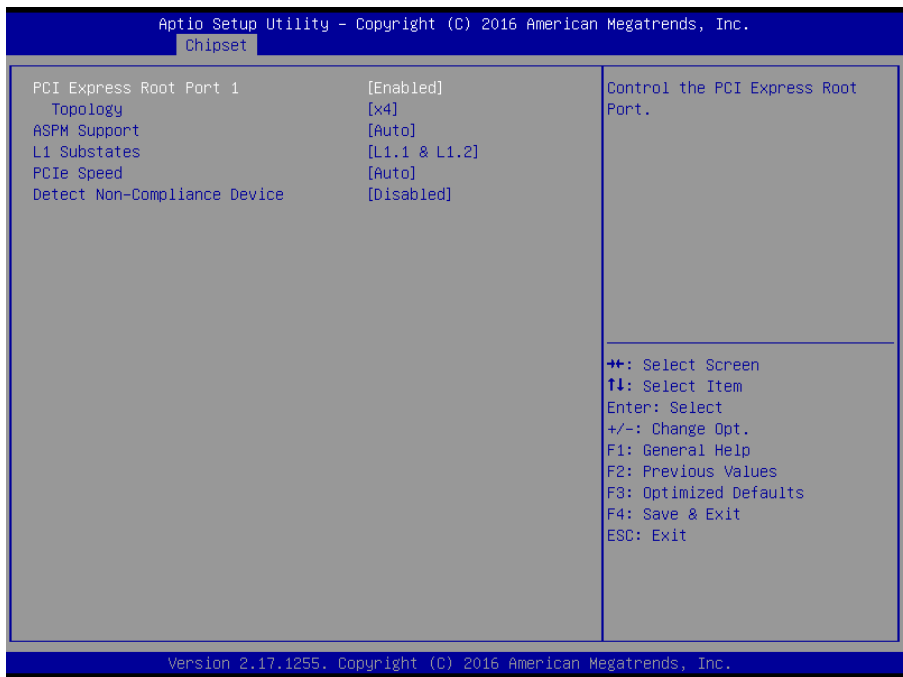 Aptio Setup Utility – Copyright (C) 2016 American Megatrends, Inc.
Chipset
PCI Express Root Port 1 [Enabled]
Topology [x4]
ASPM Support [Auto]
L1 Substates [L1.1 & L1.2]
PCIe Speed [Auto]
Detect Non-Compliance Device [Disabled]
Control the PCI Express Root
Port.
→←: Select Screen
↑↓: Select Item
Enter: Select
+/-: Change Opt.
F1: General Help
F2: Previous Values
F3: Optimized Defaults
F4: Save & Exit
ESC: Exit
Version 2.17.1255. Copyright (C) 2016 American Megatrends, Inc.